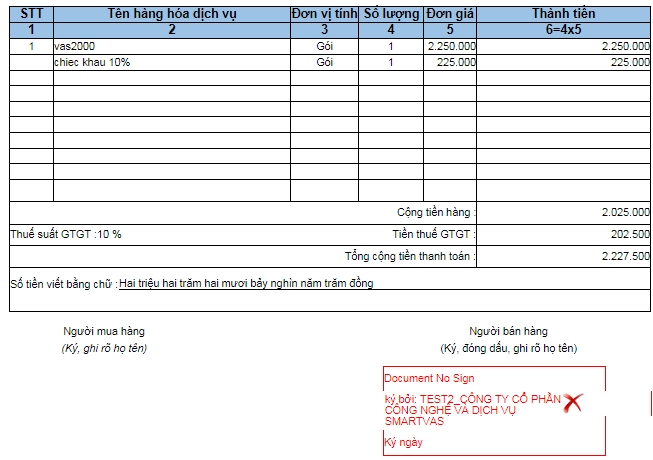 STT Tên hàng hóa dịch vụ Đơn vị tính Số lượng Đơn giá Thành tiền
1 2 3 4 5 6=4x5
1 vas2000 Gói 1 2.250.000 2.250.000
chiec khau 10% Gói 1 225.000 225.000
Cộng tiền hàng : 2.025.000
Thuế suất GTGT :10 % Tiền thuế GTGT : 202.500
Tổng cộng tiền thanh toán : 2.227.500
Số tiền viết bằng chữ : Hai triệu hai trăm hai mươi bảy nghìn năm trăm đồng
Người mua hàng Người bán hàng
(Ký, ghi rõ họ tên) (Ký, đóng dấu, ghi rõ họ tên)
Document No Sign
ký bởi: TEST2_CÔNG TY CỔ PHẦN
CÔNG NGHỆ VÀ DỊCH VỤ
SMARTVAS
Ký ngày